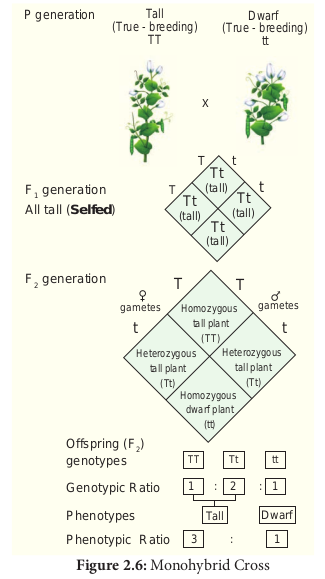 P generation
Tall
(True - breeding)
TT
Dwarf
(True - breeding)
tt
x
T t
T Tt t
(tall)
F1 generation
All tall (Selfed)
Tt Tt
(tall) (tall)
Tt
(tall)
F2 generation
♀
gametes
T T
♂
gametes
t t
Homozygous
tall plant
(TT)
Heterozygous
tall plant
(Tt)
Heterozygous
tall plant
(Tt)
Homozygous
dwarf plant
(tt)
Offspring (F2)
genotypes TT Tt tt
Genotypic Ratio 1 : 2 : 1
Phenotypes Tall Dwarf
Phenotypic Ratio 3 : 1
Figure 2.6: Monohybrid Cross